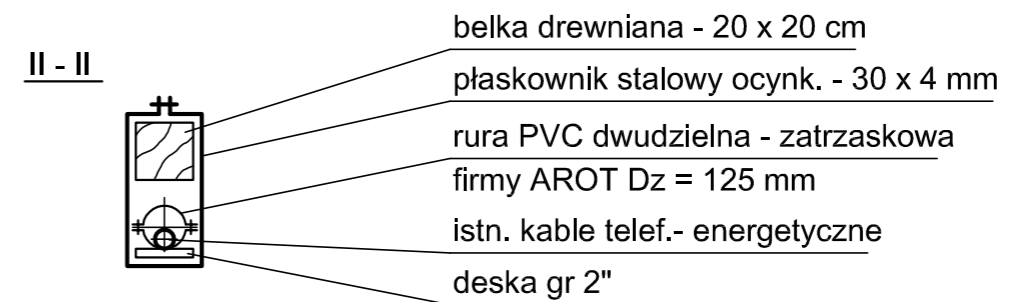 belka drewniana - 20 x 20 cm
II - II
płaskownik stalowy ocynk. - 30 x 4 mm
rura PVC dwudzielna - zatrzaskowa
firmy AROT Dz = 125 mm
istn. kable telef.- energetyczne
deska gr 2"